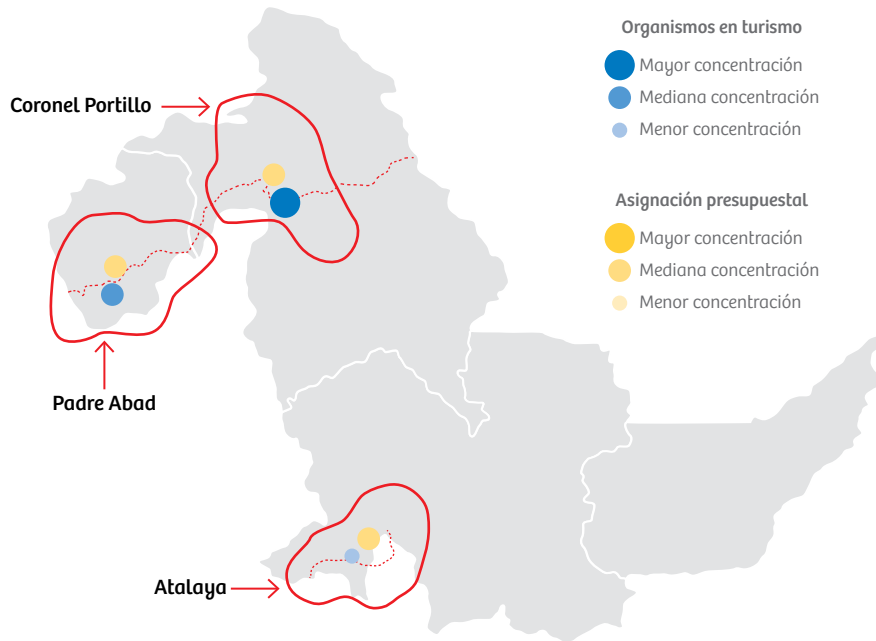 Organismos en turismo
Mayor concentración
Mediana concentración
Menor concentración
Asignación presupuestal
Mayor concentración
Mediana concentración
Menor concentración
Coronel Portillo
Padre Abad
Atalaya